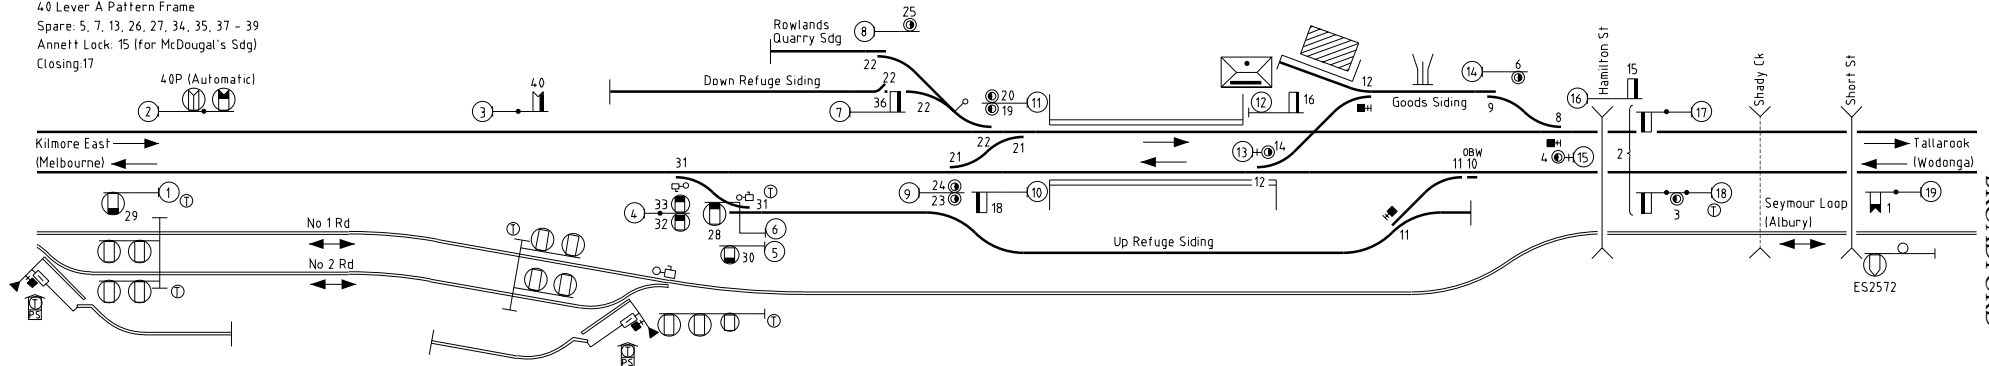 40 Lever A Pattern Frame
Spare: 5, 7, 13, 26, 27, 34, 35, 37 - 39
Annett Lock: 15 (for McDougal's Sdg)
Closing:17
40P (Automatic)
2
3
40
Rowlands
Quarry Sdg
8
25
22
Down Refuge Siding
22
7
36
22
20
19
11
12
16
12
14
6
Goods Siding
9
8
16
15
Hamilton St
17
Shady Ck
Short St
Kilmore East
(Melbourne)
22
21
21
13
14
4
15
2
Tallarook
(Wodonga)
31
OBW
11 10
1
T
29
33
4
32
28
31
T
6
5
30
9
24
23
18
10
12
11
3
18
T
19
1
Seymour Loop
(Albury)
No 1 Rd
T
Up Refuge Siding
No 2 Rd
T
ES2572
T
PS
T
T
PS